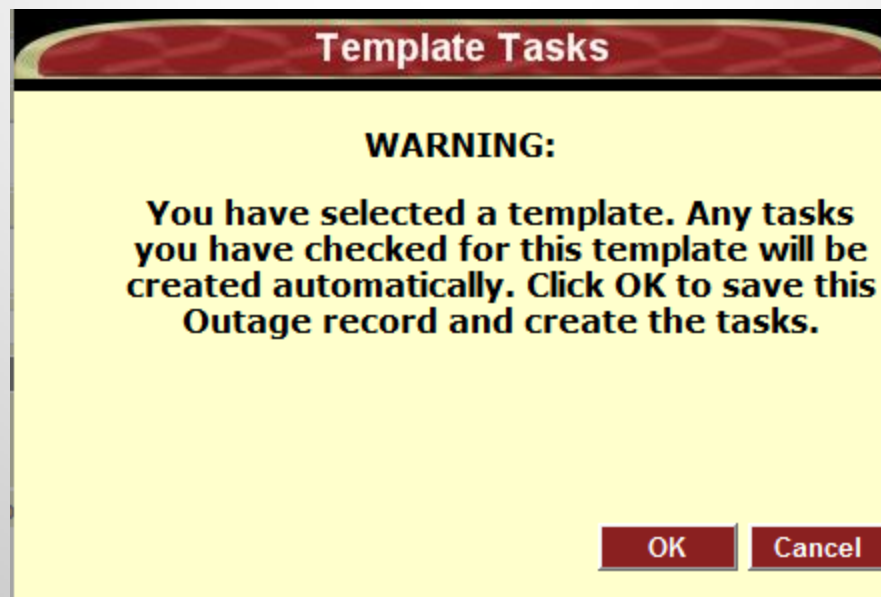 Template Tasks
WARNING:
You have selected a template. Any tasks
you have checked for this template will be
created automatically. Click OK to save this
Outage record and create the tasks.
OK Cancel